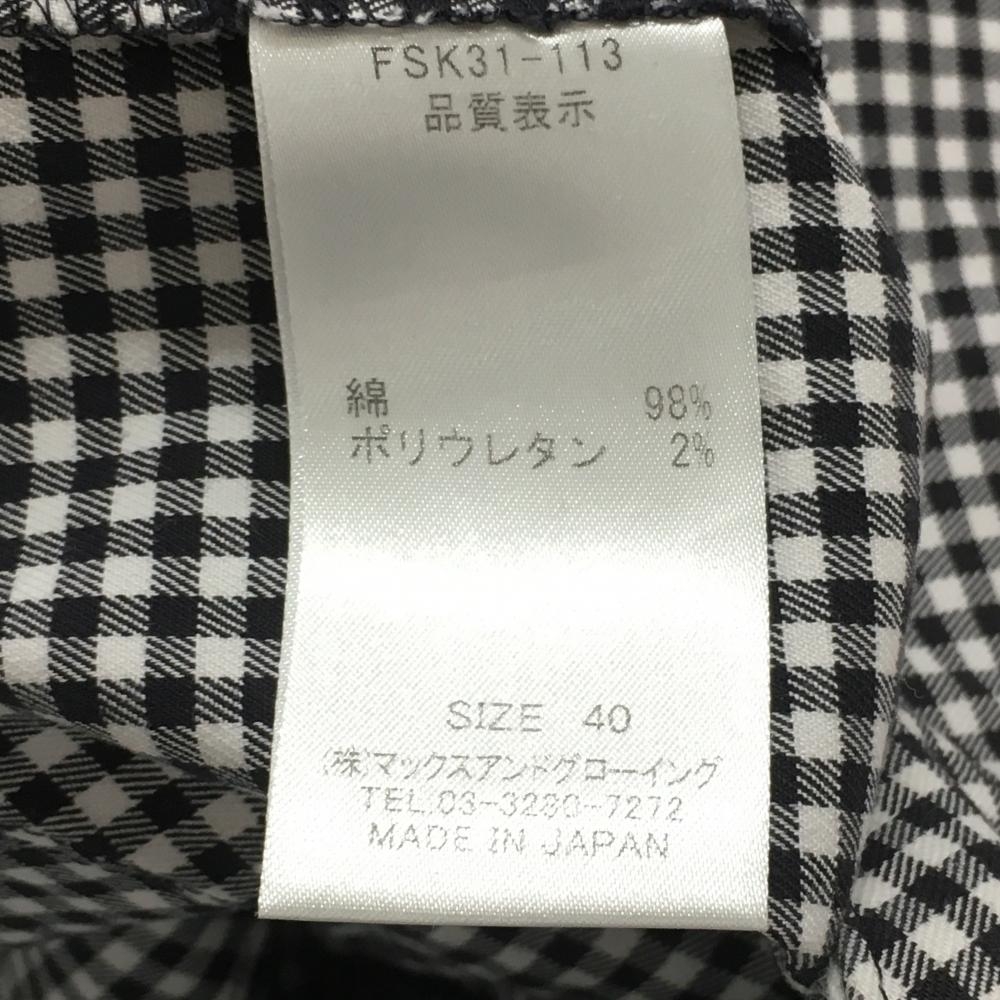 FSK31-113
品質表示
綿 98%
ポリウレタン 2%
SIZE 40
(株)マックスアンドグローイング
TEL.03-3280-7272
MADE IN JAPAN